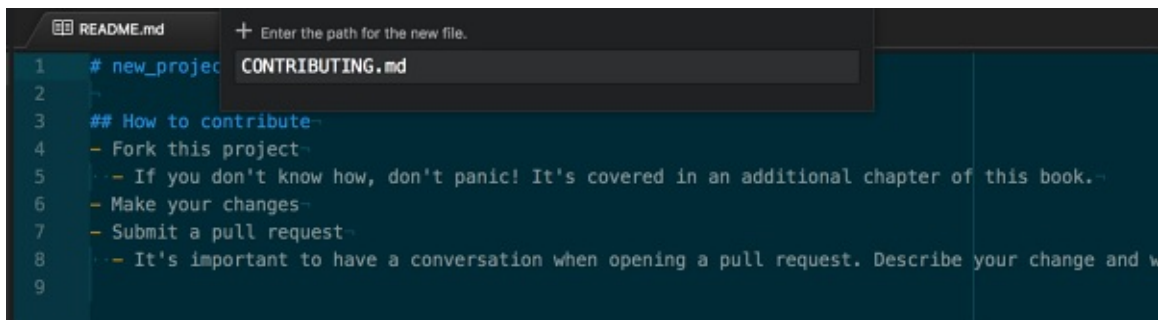 README.md
+ Enter the path for the new file.
CONTRIBUTING.md
1 # new_projec
2
3 ## How to contribute
4 - Fork this project
5 - If you don't know how, don't panic! It's covered in an additional chapter of this book.
6 - Make your changes
7 - Submit a pull request
8 - It's important to have a conversation when opening a pull request. Describe your change and w
9